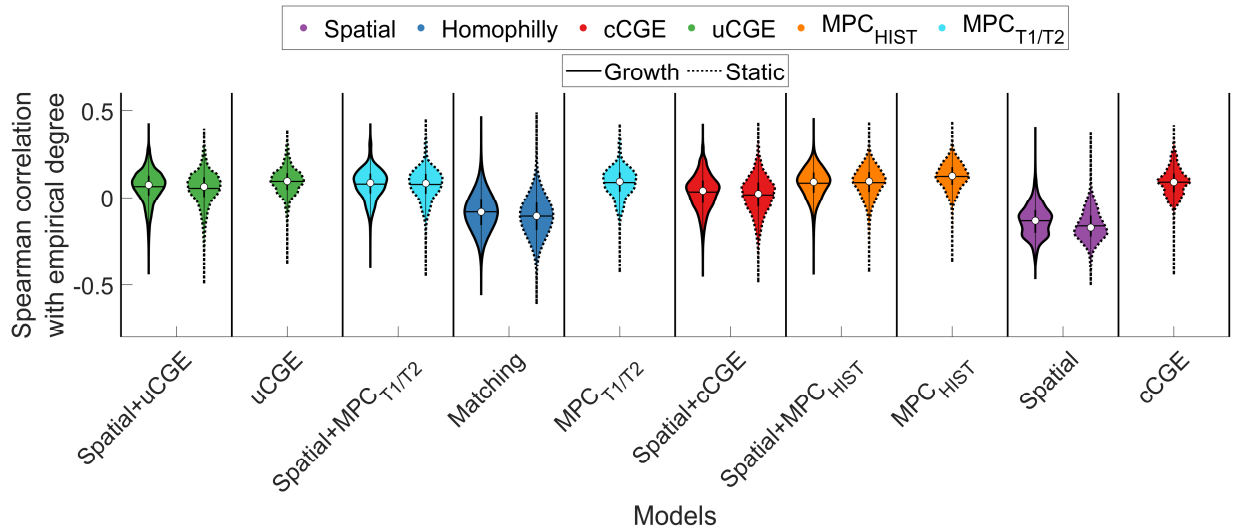 Spatial Homophilly cCGE uCGE MPC_HIST MPC_T1/T2
Growth Static
Spearman correlation
with empirical degree
0.5
0
-0.5
Spatial+uCGE
uCGE
Spatial+MPC_T1/T2
Matching
MPC_T1/T2
Spatial+cCGE
Spatial+MPC_HIST
MPC_HIST
Spatial
cCGE
Models